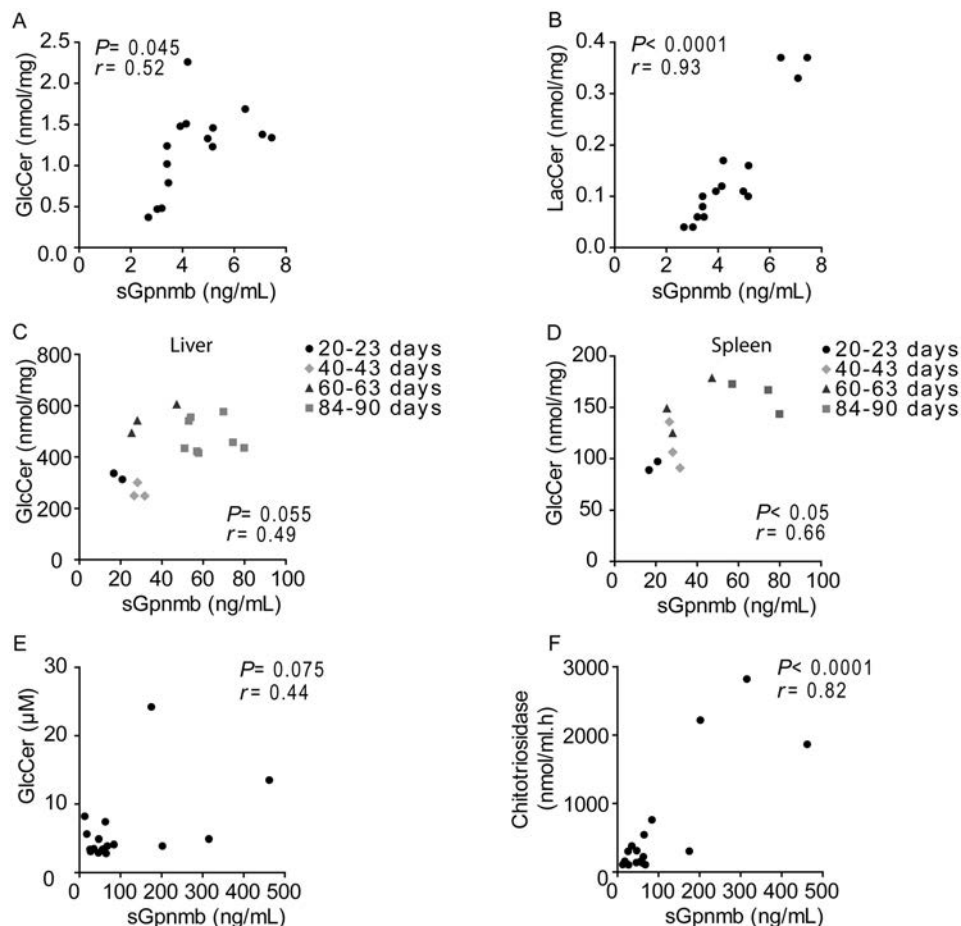 A
P= 0.045
r= 0.52
2.5
2.0
1.5
1.0
0.5
0.0
GlcCer (nmol/mg)
0 2 4 6 8
sGpnmb (ng/mL)
B
P< 0.0001
r= 0.93
0.4
0.3
0.2
0.1
0.0
LacCer (nmol/mg)
0 2 4 6 8
sGpnmb (ng/mL)
C
Liver
20-23 days
40-43 days
60-63 days
84-90 days
800
600
400
200
0
GlcCer (nmol/mg)
P= 0.055
r= 0.49
0 20 40 60 80 100
sGpnmb (ng/mL)
D
Spleen
20-23 days
40-43 days
60-63 days
84-90 days
200
150
100
50
0
GlcCer (nmol/mg)
P< 0.05
r= 0.66
0 20 40 60 80 100
sGpnmb (ng/mL)
E
P= 0.075
r= 0.44
30
20
10
0
GlcCer (µM)
0 100 200 300 400 500
sGpnmb (ng/mL)
F
P< 0.0001
r= 0.82
3000
2000
1000
0
Chitotriosidase
(nmol/ml.h)
0 100 200 300 400 500
sGpnmb (ng/mL)